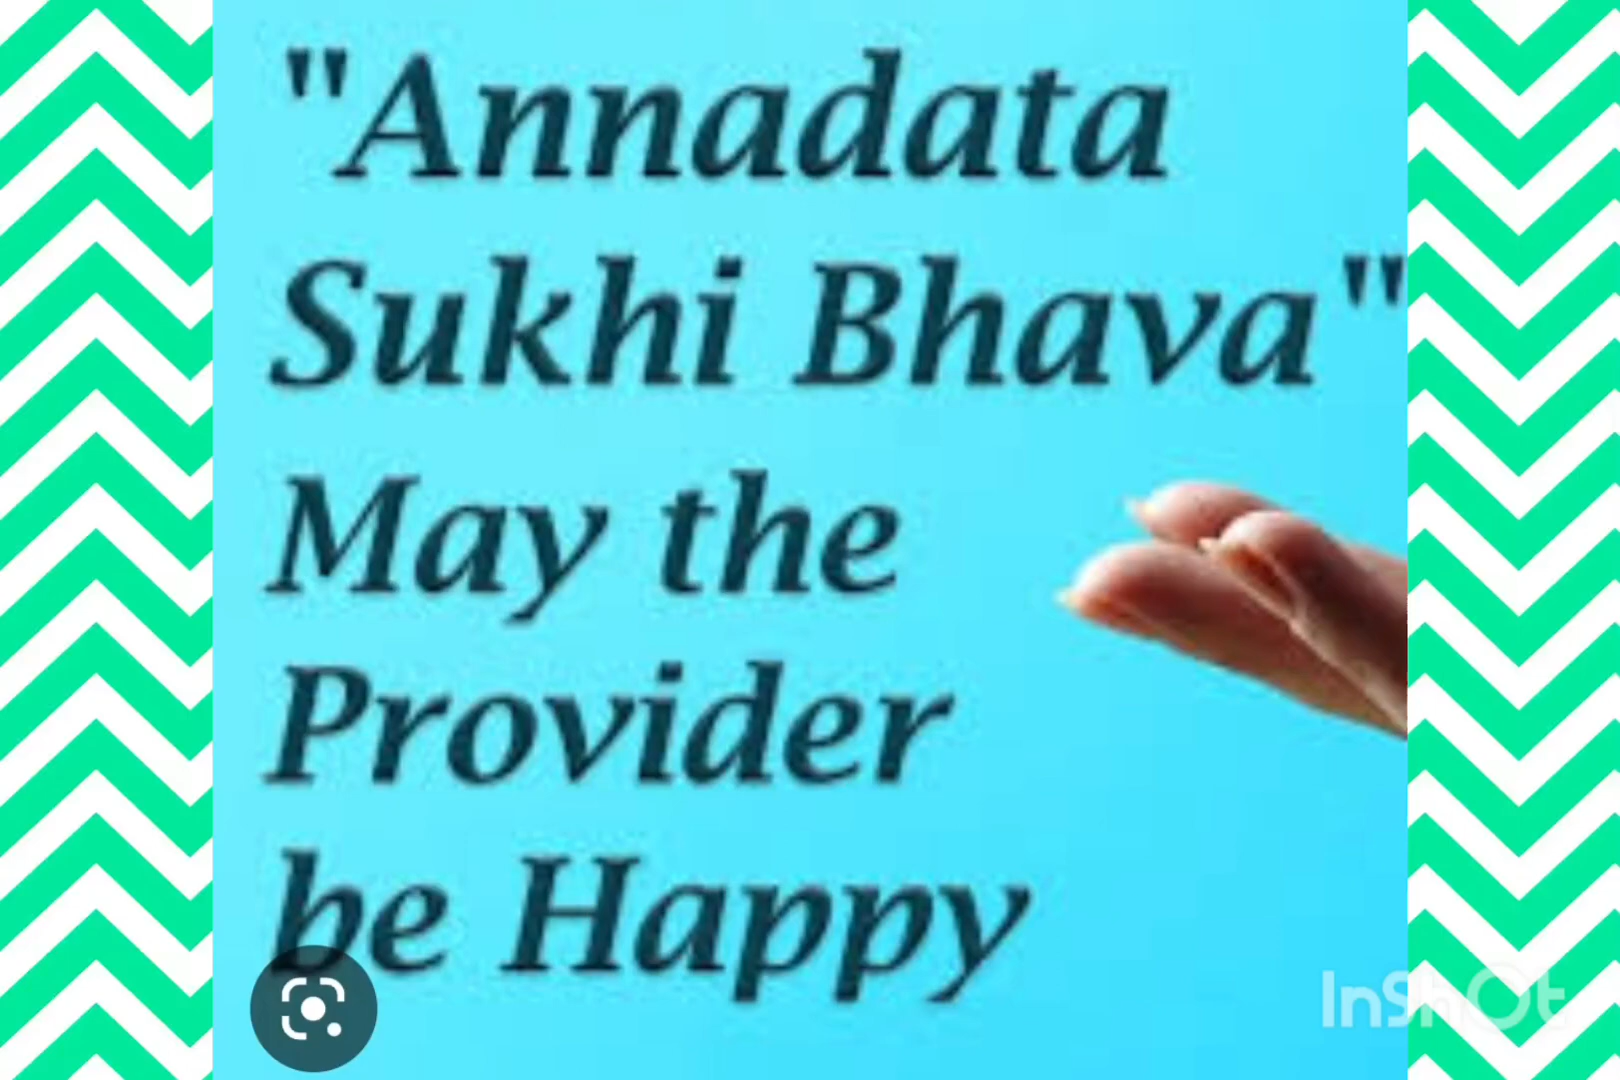 "Annadata
Sukhi Bhava"
May the
Provider
be Happy
InShOt